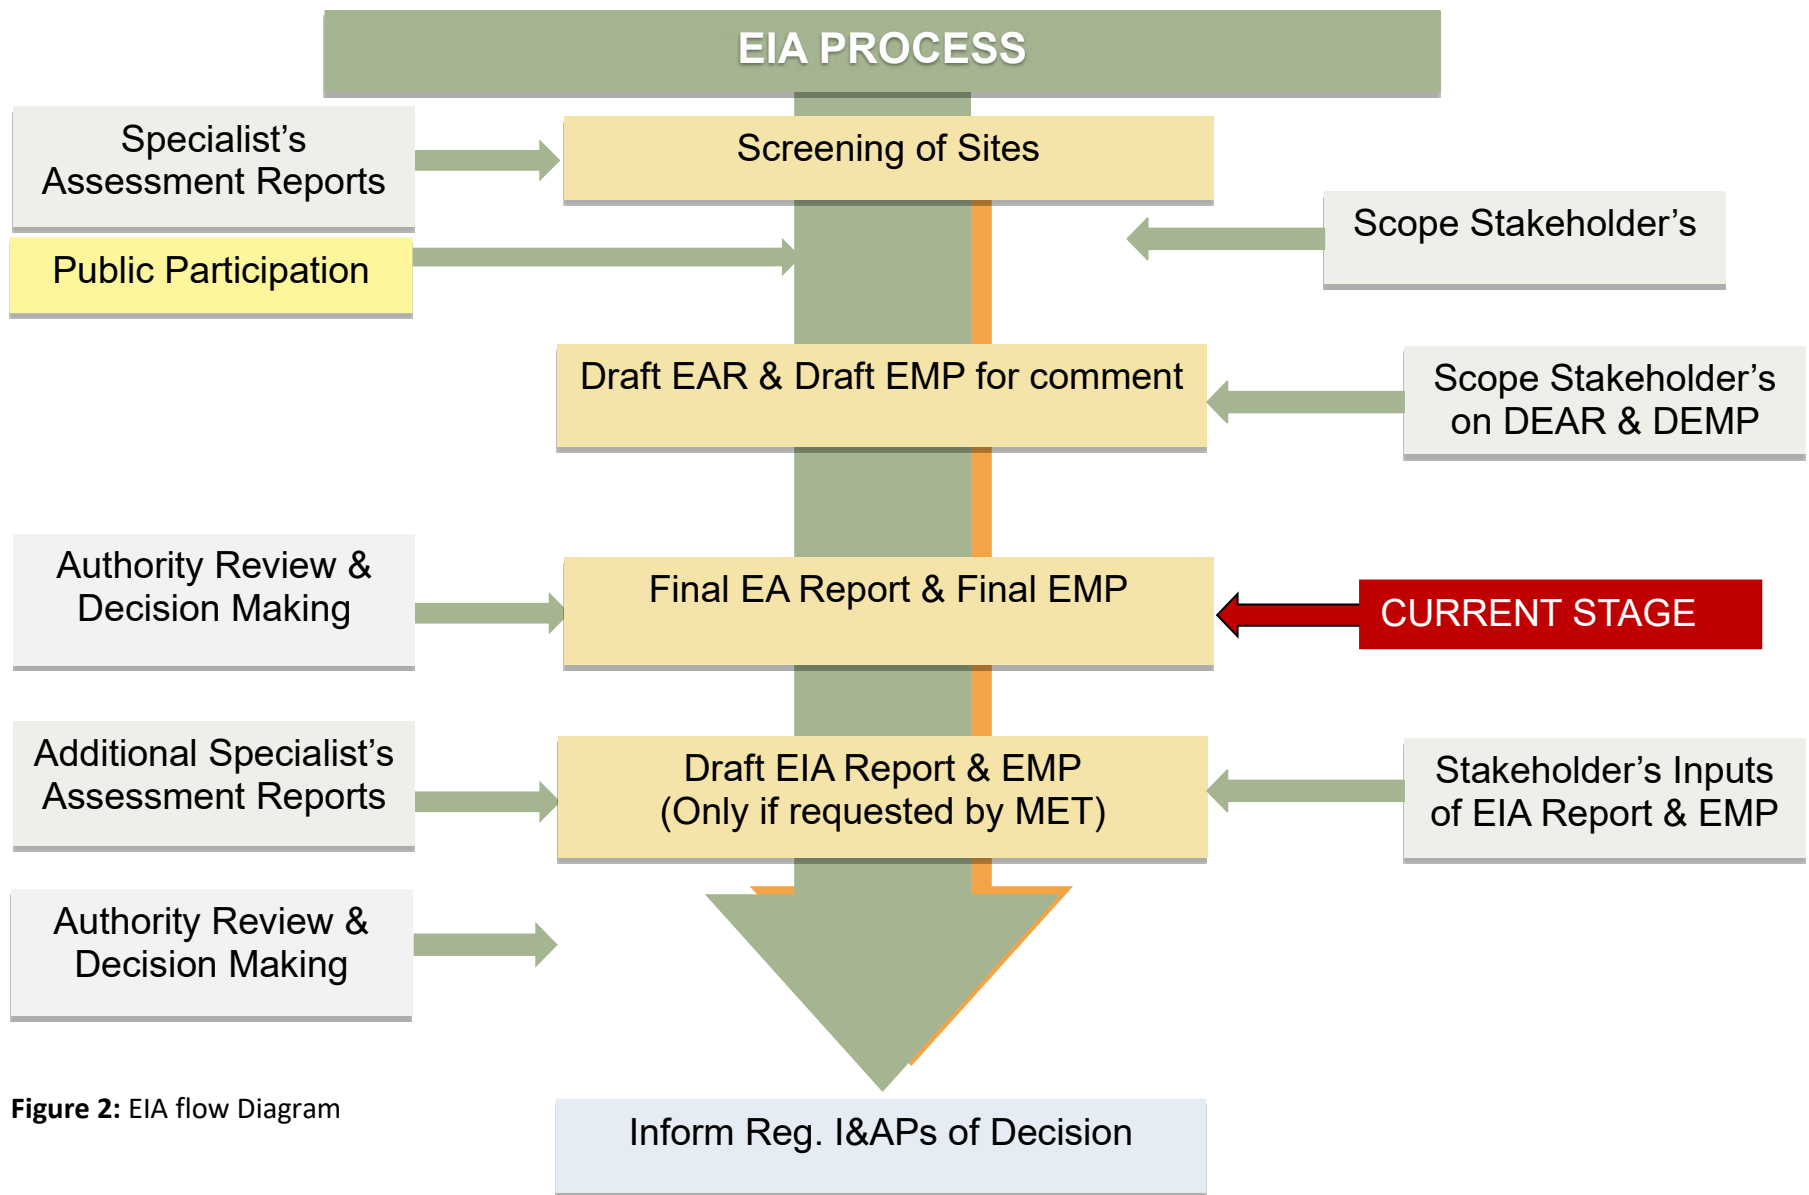 EIA PROCESS
Specialist’s
Assessment Reports
Screening of Sites
Scope Stakeholder’s
Public Participation
Draft EAR & Draft EMP for comment
Scope Stakeholder’s
on DEAR & DEMP
Authority Review &
Decision Making
Final EA Report & Final EMP
CURRENT STAGE
Additional Specialist’s
Assessment Reports
Draft EIA Report & EMP
(Only if requested by MET)
Stakeholder’s Inputs
of EIA Report & EMP
Authority Review &
Decision Making
Figure 2: EIA flow Diagram
Inform Reg. I&APs of Decision